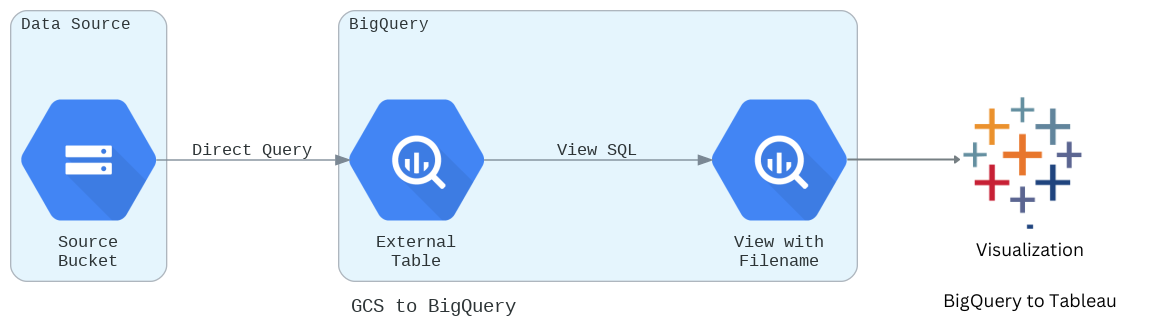 Data Source
BigQuery
Direct Query
View SQL
Source
Bucket
External
Table
View with
Filename
Visualization
GCS to BigQuery
BigQuery to Tableau